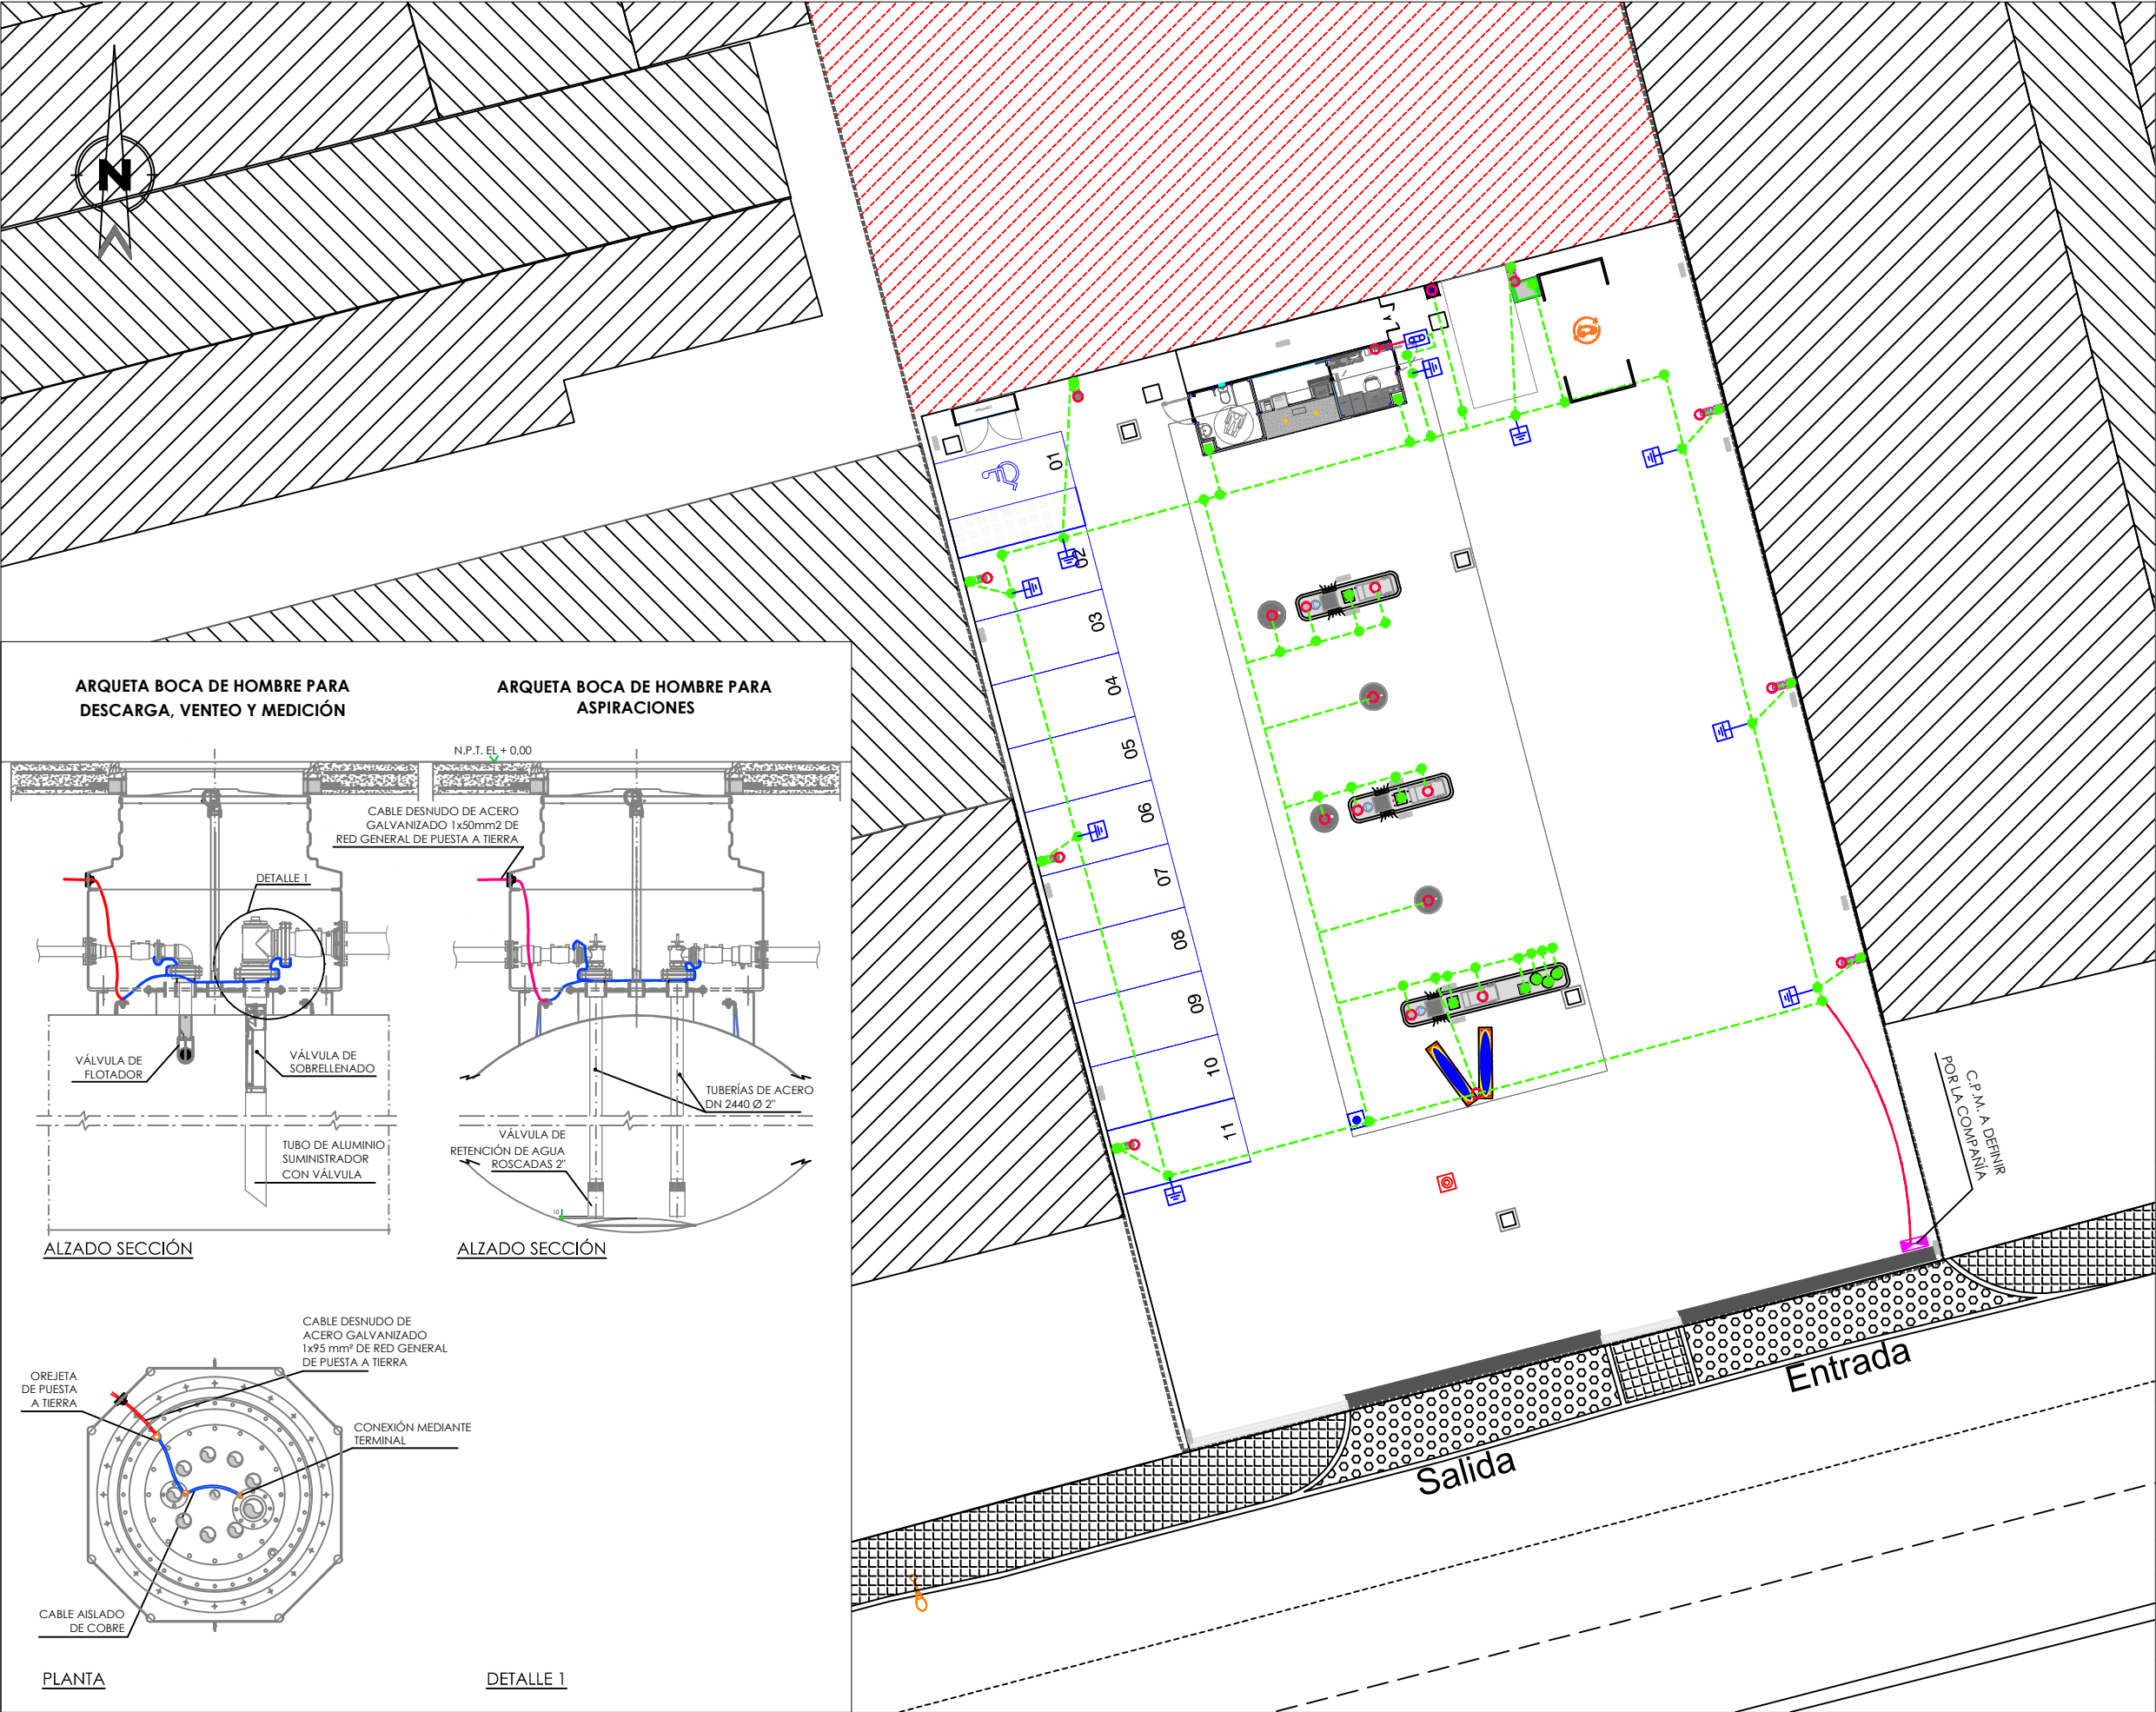 N
ARQUETA BOCA DE HOMBRE PARA
DESCARGA, VENTEO Y MEDICIÓN
ARQUETA BOCA DE HOMBRE PARA
ASPIRACIONES
N.P.T. EL + 0,00
CABLE DESNUDO DE ACERO
GALVANIZADO 1x50mm2 DE
RED GENERAL DE PUESTA A TIERRA
DETALLE 1
VÁLVULA DE
FLOTADOR
VÁLVULA DE
SOBRELLENADO
TUBERÍAS DE ACERO
DN 2440 Ø 2"
VÁLVULA DE
RETENCIÓN DE AGUA
ROSCADAS 2"
TUBO DE ALUMINIO
SUMINISTRADOR
CON VÁLVULA
10
ALZADO SECCIÓN
ALZADO SECCIÓN
CABLE DESNUDO DE
ACERO GALVANIZADO
1x95 mm² DE RED GENERAL
DE PUESTA A TIERRA
OREJETA
DE PUESTA
A TIERRA
CONEXIÓN MEDIANTE
TERMINAL
CABLE AISLADO
DE COBRE
PLANTA
DETALLE 1
01
02
03
04
05
06
07
08
09
10
11
C.P.M. A DEFINIR
POR LA COMPAÑÍA
Entrada
Salida